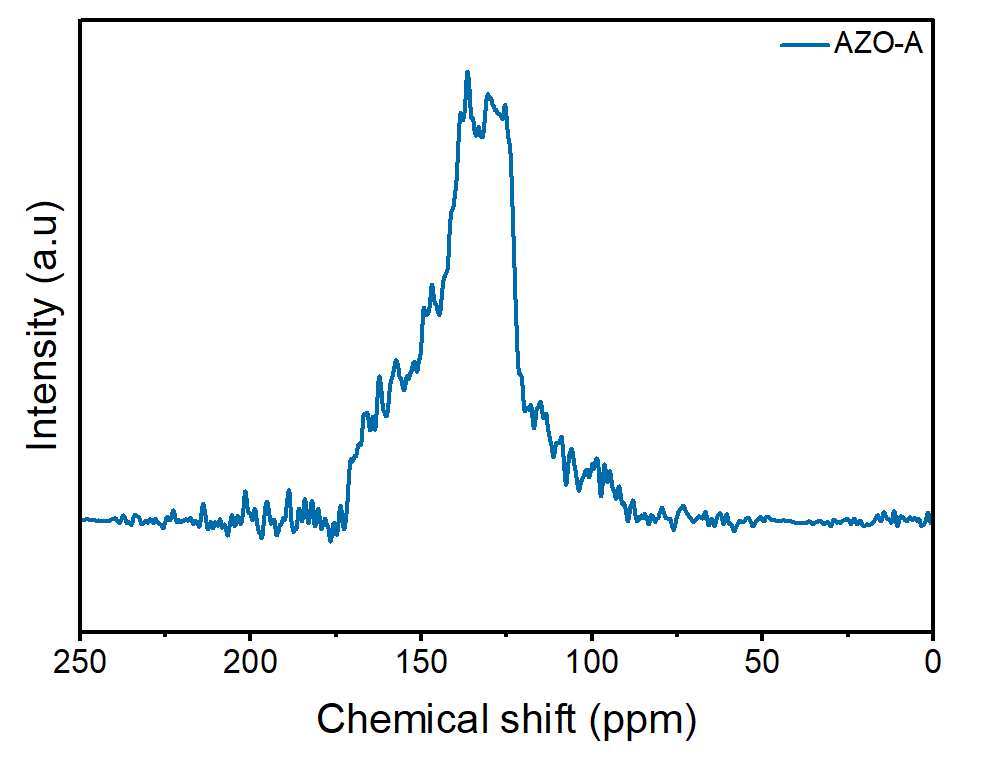 AZO-A
Intensity (a.u)
250 200 150 100 50 0
Chemical shift (ppm)